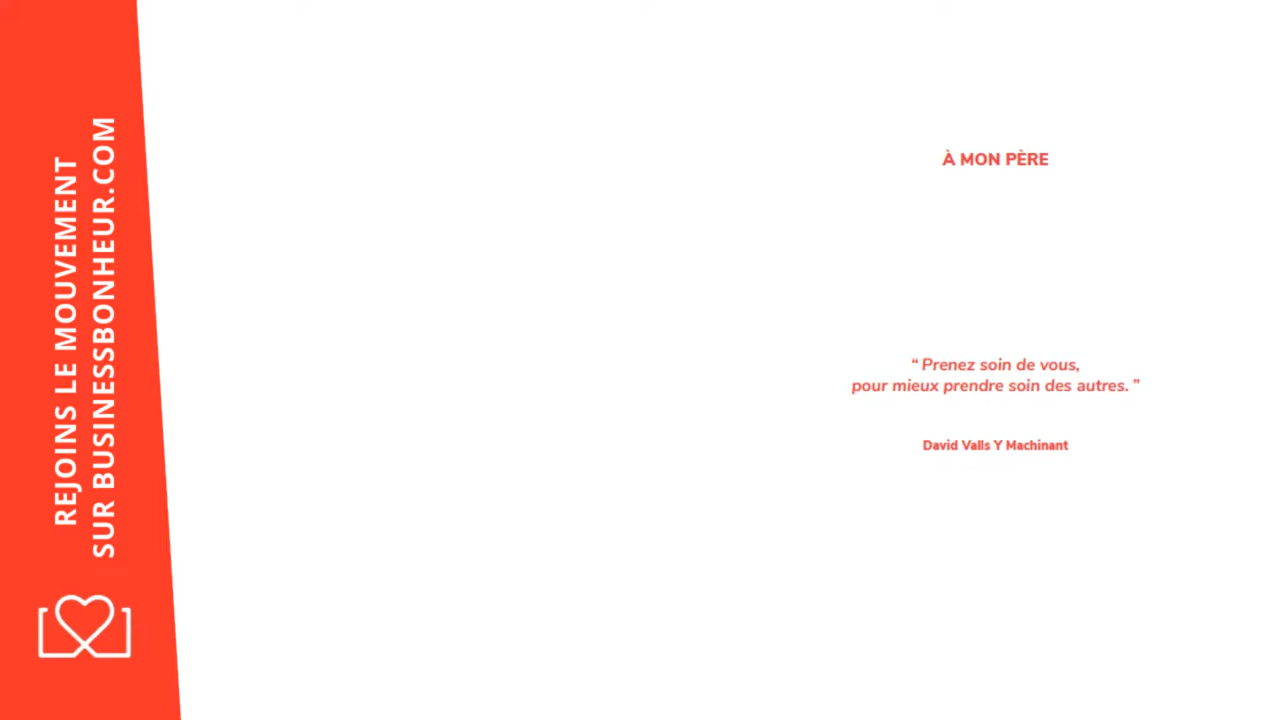 REJOINS LE MOUVEMENT
SUR BUSINESSBONHEUR.COM
À MON PÈRE
“ Prenez soin de vous,
pour mieux prendre soin des autres. ”
David Valls Y Machinant